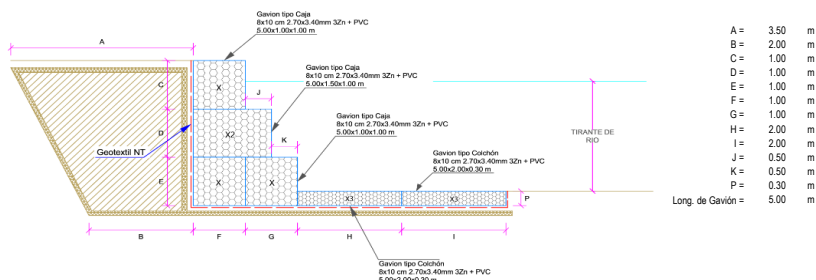 Gavion tipo Caja
8x10 cm 2.70x3.40mm 3Zn + PVC
5.00x1.00x1.00 m
A
Gavion tipo Caja
8x10 cm 2.70x3.40mm 3Zn + PVC
5.00x1.50x1.00 m
C
X
J
Gavion tipo Caja
8x10 cm 2.70x3.40mm 3Zn + PVC
5.00x1.00x1.00 m
D
X2
K
TIRANTE DE
RIO
Geotextil NT
Gavion tipo Colchón
8x10 cm 2.70x3.40mm 3Zn + PVC
5.00x2.00x0.30 m
E
X
X
X3
X3
P
B
F
G
H
I
Gavion tipo Colchón
8x10 cm 2.70x3.40mm 3Zn + PVC
5.00x2.00x0.30 m
A = 3.50 m
B = 2.00 m
C = 1.00 m
D = 1.00 m
E = 1.00 m
F = 1.00 m
G = 1.00 m
H = 2.00 m
I = 2.00 m
J = 0.50 m
K = 0.50 m
P = 0.30 m
Long. de Gavión = 5.00 m